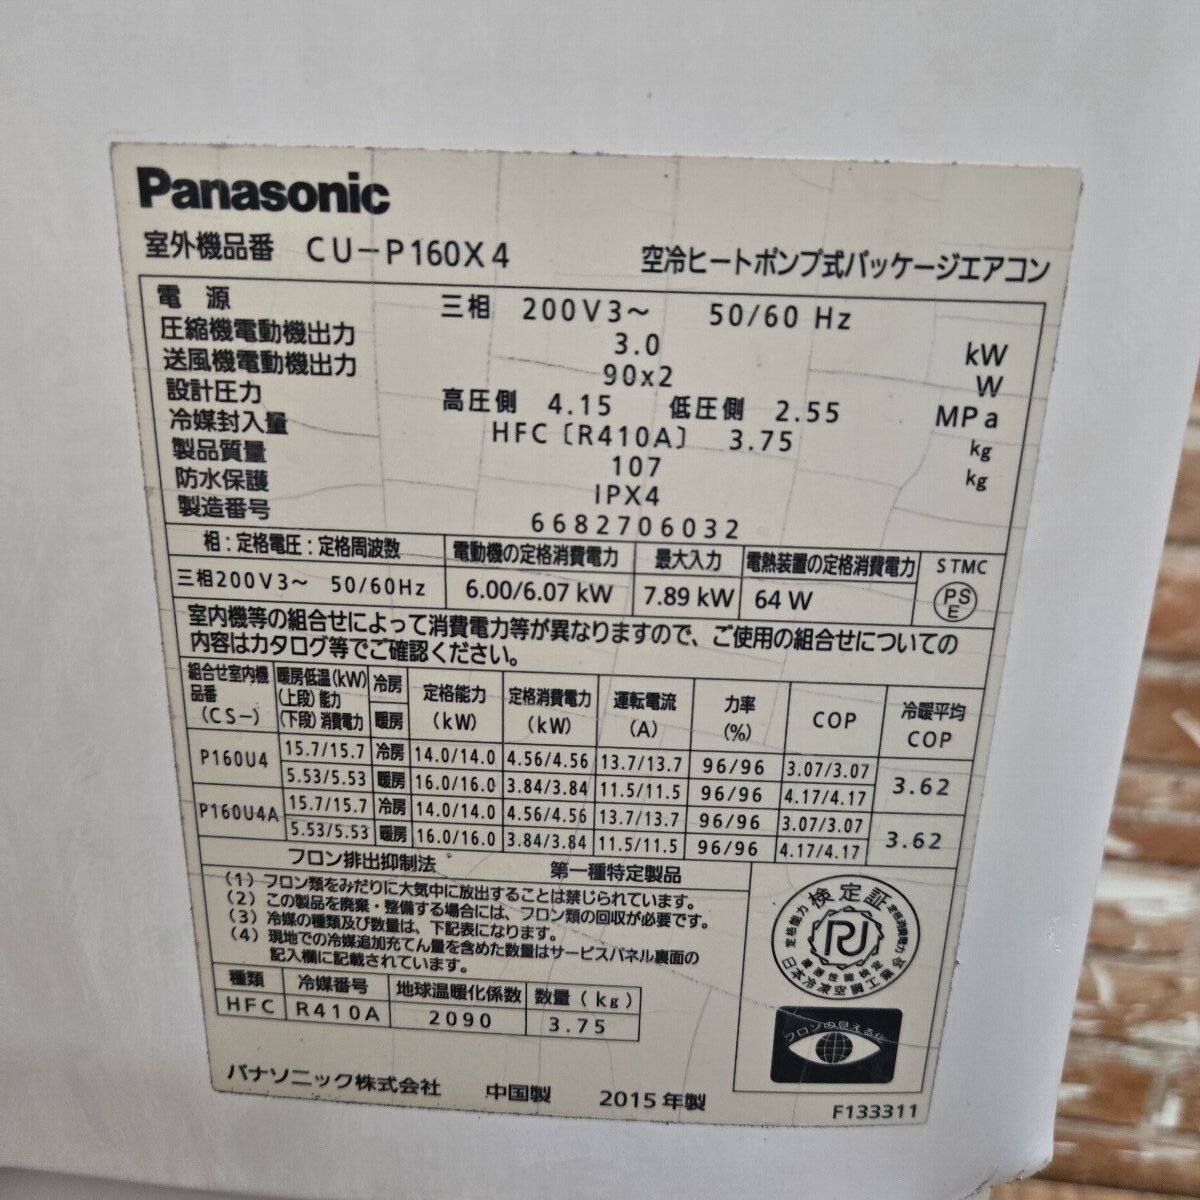 Panasonic
室外機品番 CU-P160X4 空冷ヒートポンプ式パッケージエアコン
電源 三相 200V3〜 50/60 Hz
圧縮機電動機出力 3.0 kW
送風機電動機出力 90x2 W
設計圧力 高圧側 4.15 低圧側 2.55 MPa
冷媒封入量 HFC〔R410A〕 3.75 kg
製品質量 107 kg
防水保護 IPX4
製造番号 6682706032
相:定格電圧:定格周波数 電動機の定格消費電力 最大入力 電熱装置の定格消費電力 STMC
三相200V3〜 50/60Hz 6.00/6.07 kW 7.89 kW 64 W PSE
室内機等の組合せによって消費電力等が異なりますので、ご使用の組合せについての
内容はカタログ等でご確認ください。
組合せ室内機品番(CS-) 暖房低温(kW)(上段)能力(下段)消費電力 冷房 暖房 定格能力(kW) 定格消費電力(kW) 運転電流(A) 力率(%) COP 冷暖平均COP
P160U4 15.7/15.7 冷房 14.0/14.0 4.56/4.56 13.7/13.7 96/96 3.07/3.07 3.62
5.53/5.53 暖房 16.0/16.0 3.84/3.84 11.5/11.5 96/96 4.17/4.17
P160U4A 15.7/15.7 冷房 14.0/14.0 4.56/4.56 13.7/13.7 96/96 3.07/3.07 3.62
5.53/5.53 暖房 16.0/16.0 3.84/3.84 11.5/11.5 96/96 4.17/4.17
フロン排出抑制法 第一種特定製品
(1)フロン類をみだりに大気中に放出することは禁じられています。
(2)この製品を廃棄・整備する場合には、フロン類の回収が必要です。
(3)冷媒の種類及び数量は、下記表になります。
(4)現地での冷媒追加充てん量を含めた数量はサービスパネル裏面の
記入欄に記載されています。
種類 冷媒番号 地球温暖化係数 数量(kg)
HFC R410A 2090 3.75
検定証
定格能力
定格消費電力
日本冷凍空調工業会
フロンの見える化
パナソニック株式会社 中国製 2015年製
F133311